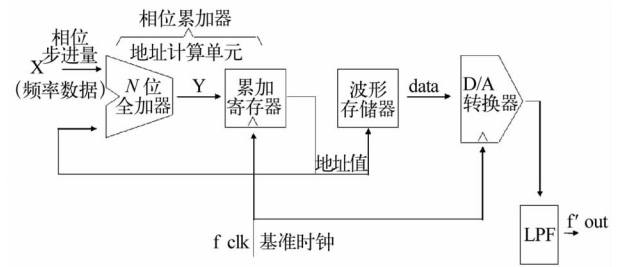 相位累加器
相位
步进量
地址计算单元
X
(频率数据)
N 位
全加器
Y
累加
寄存器
波形
存储器
data
D/A
转换器
地址值
f clk 基准时钟
LPF
f′ out